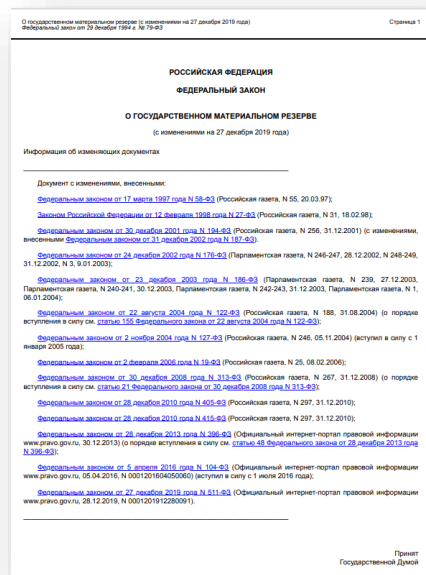 О государственном материальном резерве (с изменениями на 27 декабря 2019 года)
Федеральный закон от 29 декабря 1994 г. № 79-ФЗ
Страница 1
РОССИЙСКАЯ ФЕДЕРАЦИЯ
ФЕДЕРАЛЬНЫЙ ЗАКОН
О ГОСУДАРСТВЕННОМ МАТЕРИАЛЬНОМ РЕЗЕРВЕ
(с изменениями на 27 декабря 2019 года)
Информация об изменяющих документах
Документ с изменениями, внесенными:
Федеральным законом от 17 марта 1997 года N 58-ФЗ (Российская газета, N 55, 20.03.97);
Законом Российской Федерации от 12 февраля 1998 года N 27-ФЗ (Российская газета, N 31, 18.02.98);
Федеральным законом от 30 декабря 2001 года N 194-ФЗ (Российская газета, N 256, 31.12.2001) (с изменениями,
внесенными Федеральным законом от 31 декабря 2002 года N 187-ФЗ).
Федеральным законом от 24 декабря 2002 года N 176-ФЗ (Парламентская газета, N 246-247, 28.12.2002, N 248-249,
31.12.2002, N 3, 9.01.2003);
Федеральным законом от 23 декабря 2003 года N 186-ФЗ (Парламентская газета, N 239, 27.12.2003,
Парламентская газета, N 240-241, 30.12.2003, Парламентская газета, N 242-243, 31.12.2003, Парламентская газета, N 1,
06.01.2004);
Федеральным законом от 22 августа 2004 года N 122-ФЗ (Российская газета, N 188, 31.08.2004) (о порядке
вступления в силу см. статью 155 Федерального закона от 22 августа 2004 года N 122-ФЗ);
Федеральным законом от 2 ноября 2004 года N 127-ФЗ (Российская газета, N 246, 05.11.2004) (вступил в силу с 1
января 2005 года);
Федеральным законом от 2 февраля 2006 года N 19-ФЗ (Российская газета, N 25, 08.02.2006);
Федеральным законом от 30 декабря 2008 года N 313-ФЗ (Российская газета, N 267, 31.12.2008) (о порядке
вступления в силу см. статью 21 Федерального закона от 30 декабря 2008 года N 313-ФЗ);
Федеральным законом от 28 декабря 2010 года N 405-ФЗ (Российская газета, N 297, 31.12.2010);
Федеральным законом от 28 декабря 2010 года N 415-ФЗ (Российская газета, N 297, 31.12.2010);
Федеральным законом от 28 декабря 2013 года N 396-ФЗ (Официальный интернет-портал правовой информации
www.pravo.gov.ru, 30.12.2013) (о порядке вступления в силу см. статью 48 Федерального закона от 28 декабря 2013 года
N 396-ФЗ);
Федеральным законом от 5 апреля 2016 года N 104-ФЗ (Официальный интернет-портал правовой информации
www.pravo.gov.ru, 05.04.2016, N 0001201604050060) (вступил в силу с 1 июля 2016 года);
Федеральным законом от 27 декабря 2019 года N 511-ФЗ (Официальный интернет-портал правовой информации
www.pravo.gov.ru, 28.12.2019, N 0001201912280091).
Принят
Государственной Думой